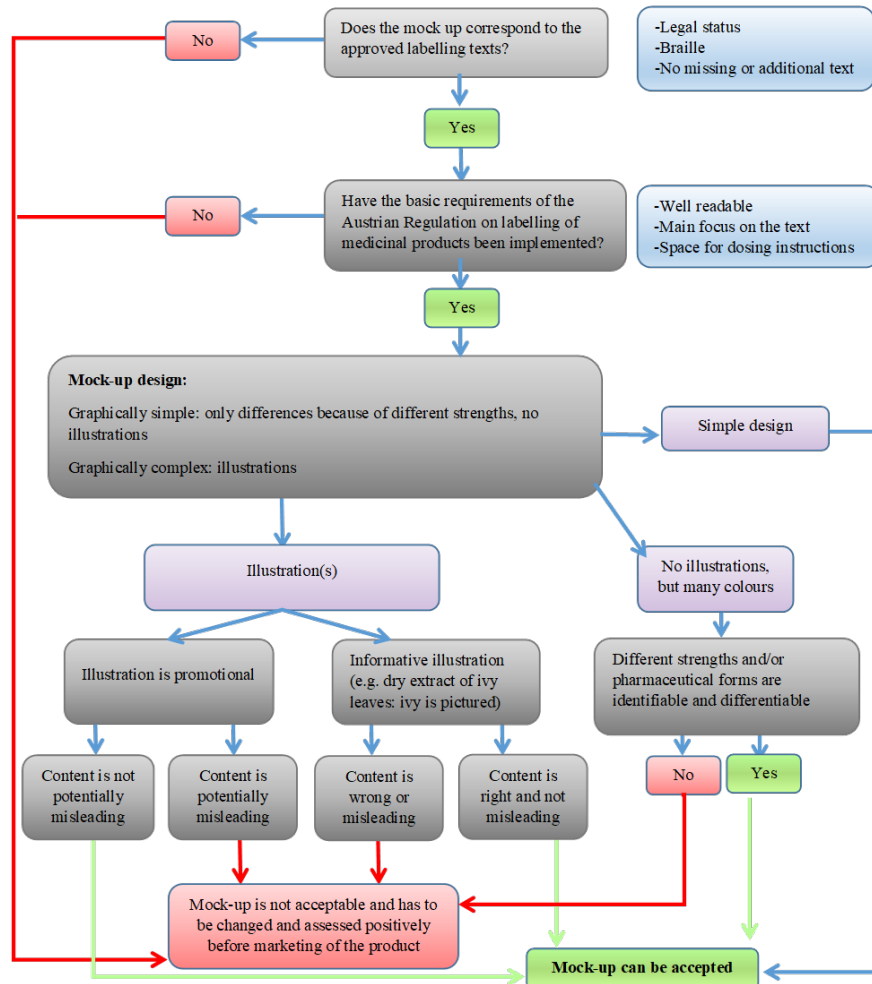 Does the mock up correspond to the
approved labelling texts?
No
-Legal status
-Braille
-No missing or additional text
Yes
Have the basic requirements of the
Austrian Regulation on labelling of
medicinal products been implemented?
No
-Well readable
-Main focus on the text
-Space for dosing instructions
Yes
Mock-up design:
Graphically simple: only differences because of different strengths, no
illustrations
Graphically complex: illustrations
Simple design
Illustration(s)
No illustrations,
but many colours
Illustration is promotional
Informative illustration
(e.g. dry extract of ivy
leaves: ivy is pictured)
Different strengths and/or
pharmaceutical forms are
identifiable and differentiable
Content is not
potentially
misleading
Content is
potentially
misleading
Content is
wrong or
misleading
Content is
right and not
misleading
No
Yes
Mock-up is not acceptable and has to
be changed and assessed positively
before marketing of the product
Mock-up can be accepted